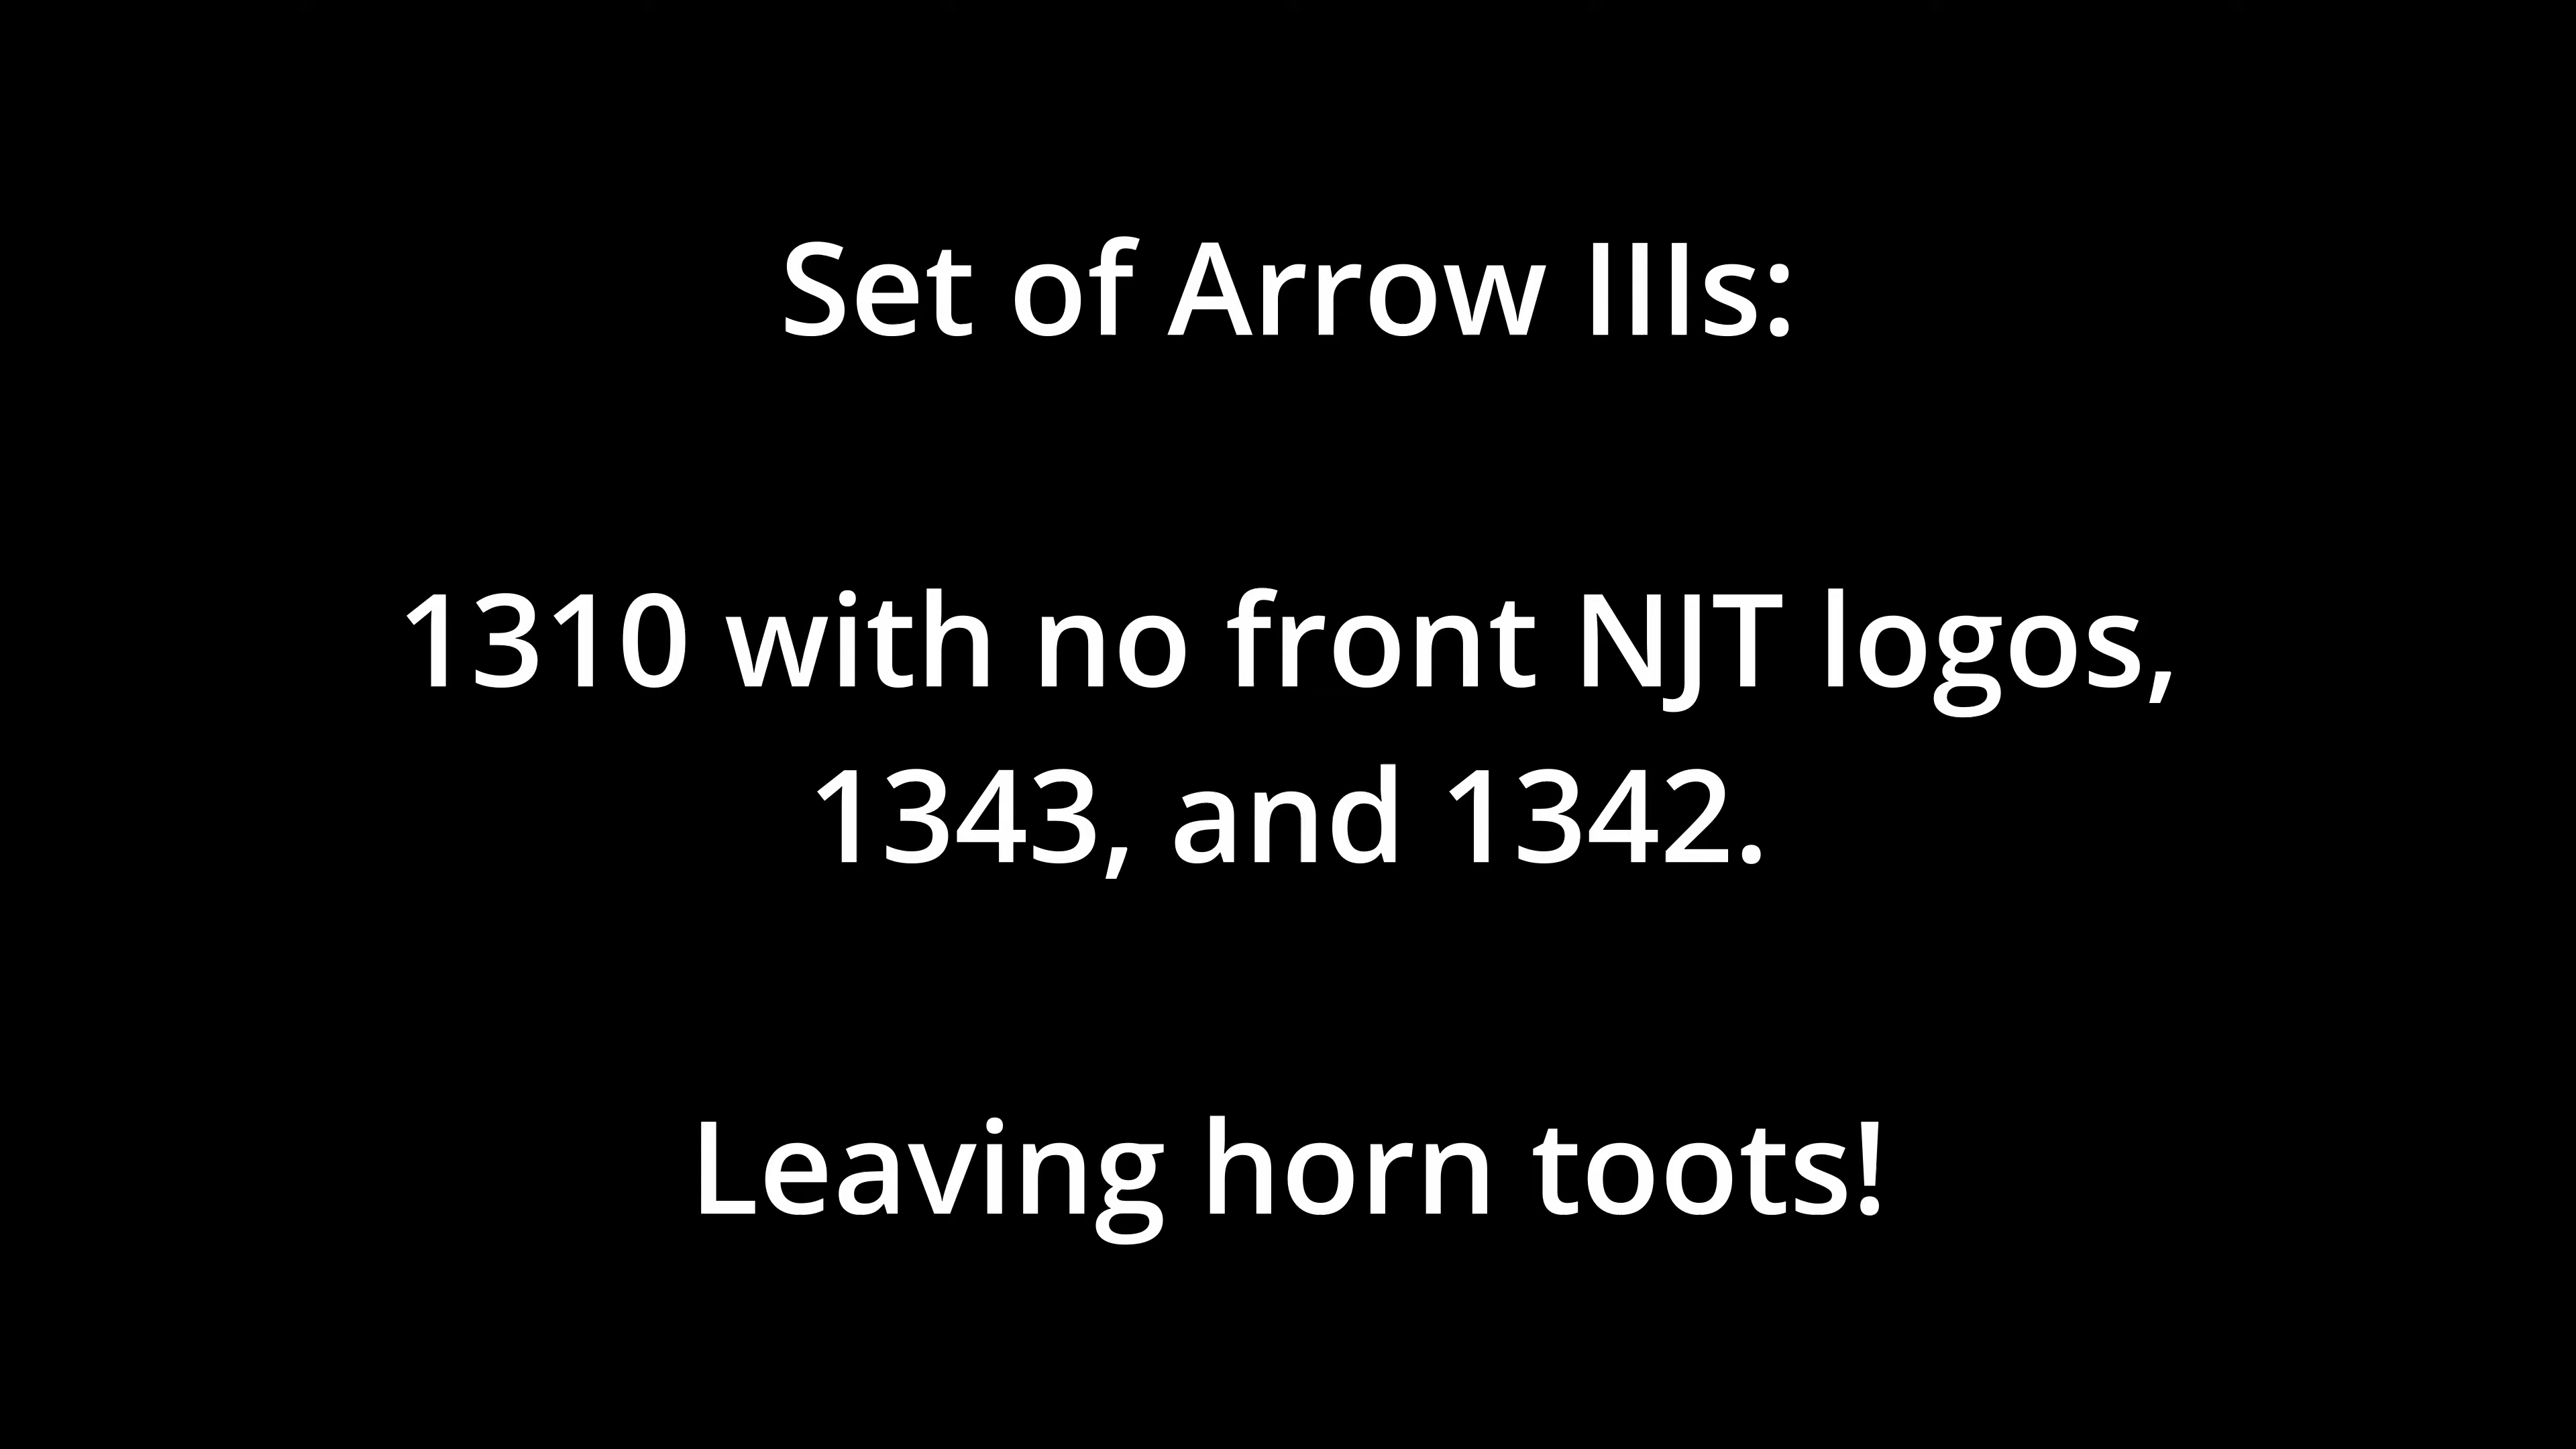 Set of Arrow IIIs:
1310 with no front NJT logos,
1343, and 1342.
Leaving horn toots!